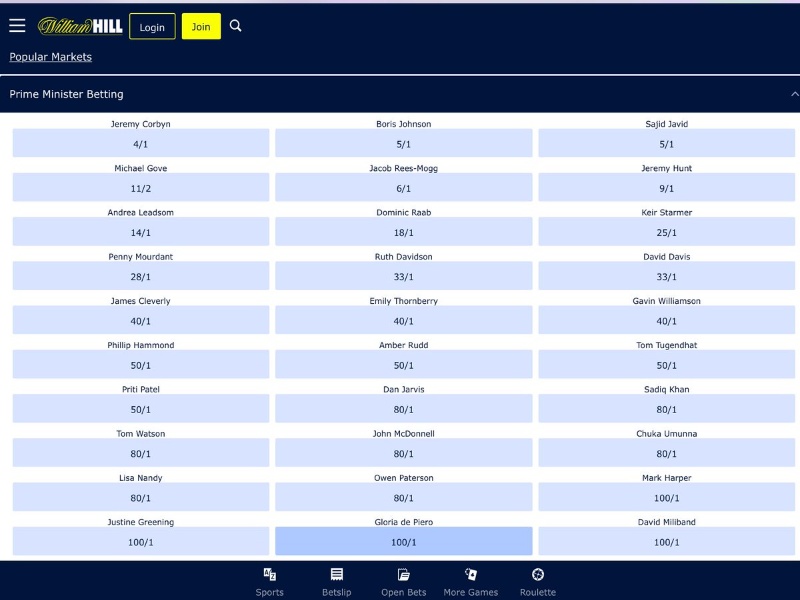 William HILL Login Join
Popular Markets
Prime Minister Betting
Jeremy Corbyn Boris Johnson Sajid Javid
4/1 5/1 5/1
Michael Gove Jacob Rees-Mogg Jeremy Hunt
11/2 6/1 9/1
Andrea Leadsom Dominic Raab Keir Starmer
14/1 18/1 25/1
Penny Mourdant Ruth Davidson David Davis
28/1 33/1 33/1
James Cleverly Emily Thornberry Gavin Williamson
40/1 40/1 40/1
Phillip Hammond Amber Rudd Tom Tugendhat
50/1 50/1 50/1
Priti Patel Dan Jarvis Sadiq Khan
50/1 80/1 80/1
Tom Watson John McDonnell Chuka Umunna
80/1 80/1 80/1
Lisa Nandy Owen Paterson Mark Harper
80/1 80/1 100/1
Justine Greening Gloria de Piero David Miliband
100/1 100/1 100/1
Sports Betslip Open Bets More Games Roulette